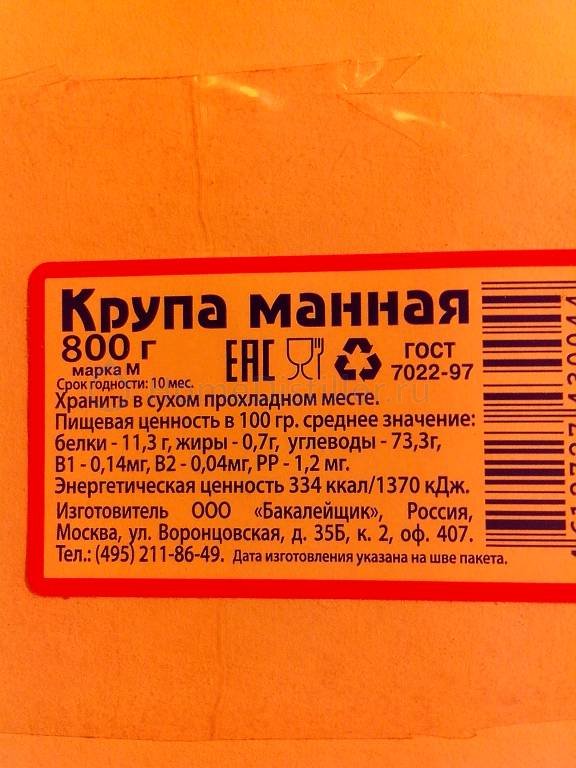 Крупа манная
800 г
марка М
Срок годности: 10 мес.
EAC
ГОСТ
7022-97
Хранить в сухом прохладном месте.
Пищевая ценность в 100 гр. среднее значение:
белки - 11,3 г, жиры - 0,7г, углеводы - 73,3г,
В1 - 0,14мг, В2 - 0,04мг, РР - 1,2 мг.
Энергетическая ценность 334 ккал/1370 кДж.
Изготовитель ООО «Бакалейщик», Россия,
Москва, ул. Воронцовская, д. 35Б, к. 2, оф. 407.
Тел.: (495) 211-86-49. Дата изготовления указана на шве пакета.